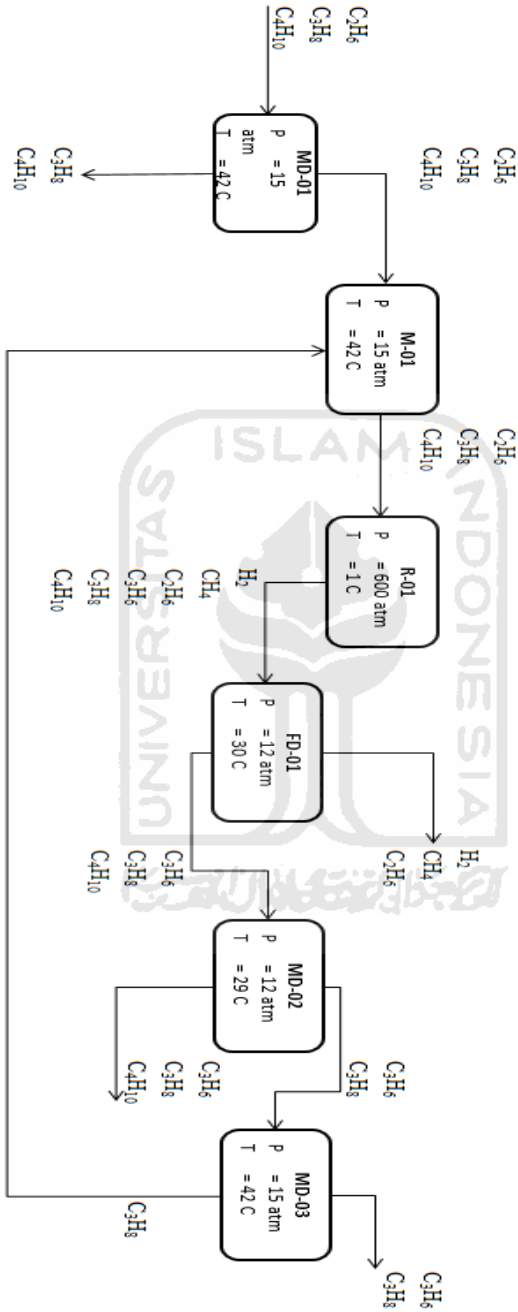 C₂H₆
C₃H₈
C₄H₁₀
MD-01
P = 15
atm
T = 42 C
C₃H₈
C₄H₁₀
C₂H₆
C₃H₈
C₄H₁₀
M-01
P = 15 atm
T = 42 C
C₂H₆
C₃H₈
C₄H₁₀
R-01
P = 600 atm
T = 1 C
H₂
CH₄
C₂H₆
C₃H₆
C₃H₈
C₄H₁₀
FD-01
P = 12 atm
T = 30 C
H₂
CH₄
C₂H₆
C₃H₆
C₃H₈
C₄H₁₀
MD-02
P = 12 atm
T = 29 C
C₃H₆
C₃H₈
C₄H₁₀
C₃H₆
C₃H₈
MD-03
P = 15 atm
T = 42 C
C₃H₈
C₃H₆
C₃H₈
UNIVERSITAS
ISLAM
INDONESIA